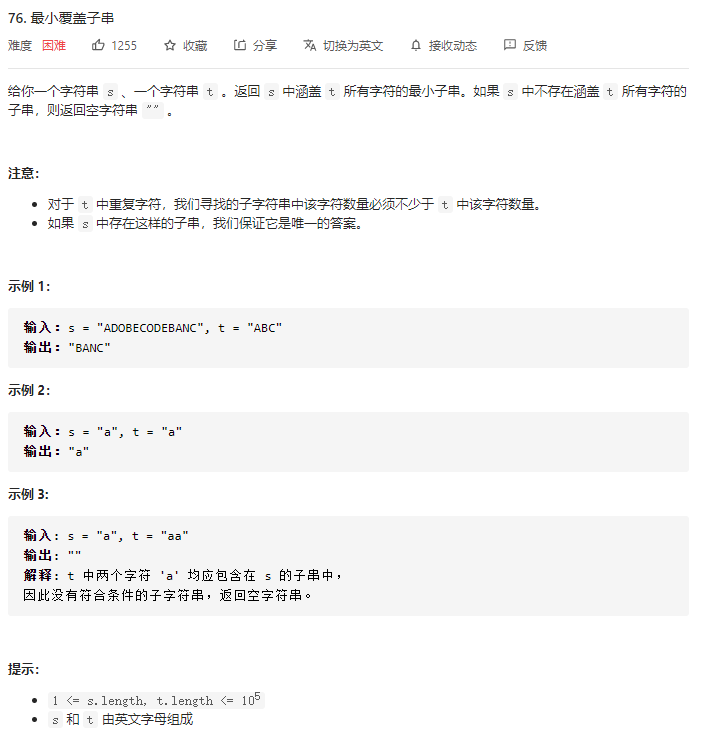 76. 最小覆盖子串
难度 困难 1255 收藏 分享 切换为英文 接收动态 反馈
给你一个字符串 s 、一个字符串 t 。返回 s 中涵盖 t 所有字符的最小子串。如果 s 中不存在涵盖 t 所有字符的
子串，则返回空字符串 "" 。
注意：
对于 t 中重复字符，我们寻找的子字符串中该字符数量必须不少于 t 中该字符数量。
如果 s 中存在这样的子串，我们保证它是唯一的答案。
示例 1：
输入：s = "ADOBECODEBANC", t = "ABC"
输出："BANC"
示例 2：
输入：s = "a", t = "a"
输出："a"
示例 3:
输入: s = "a", t = "aa"
输出: ""
解释: t 中两个字符 'a' 均应包含在 s 的子串中，
因此没有符合条件的子字符串，返回空字符串。
提示：
1 <= s.length, t.length <= 10⁵
s 和 t 由英文字母组成